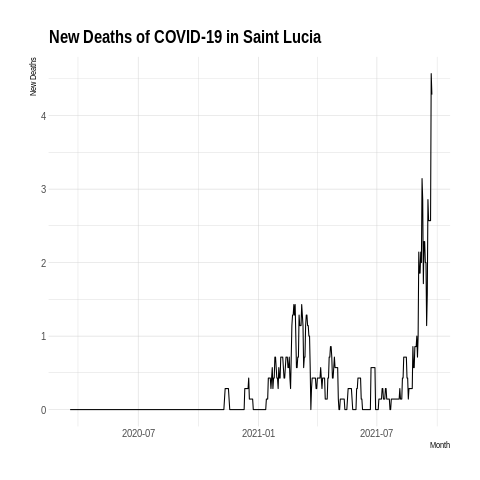 New Deaths of COVID-19 in Saint Lucia
New Deaths
4
3
2
1
0
2020-07
2021-01
2021-07
Month